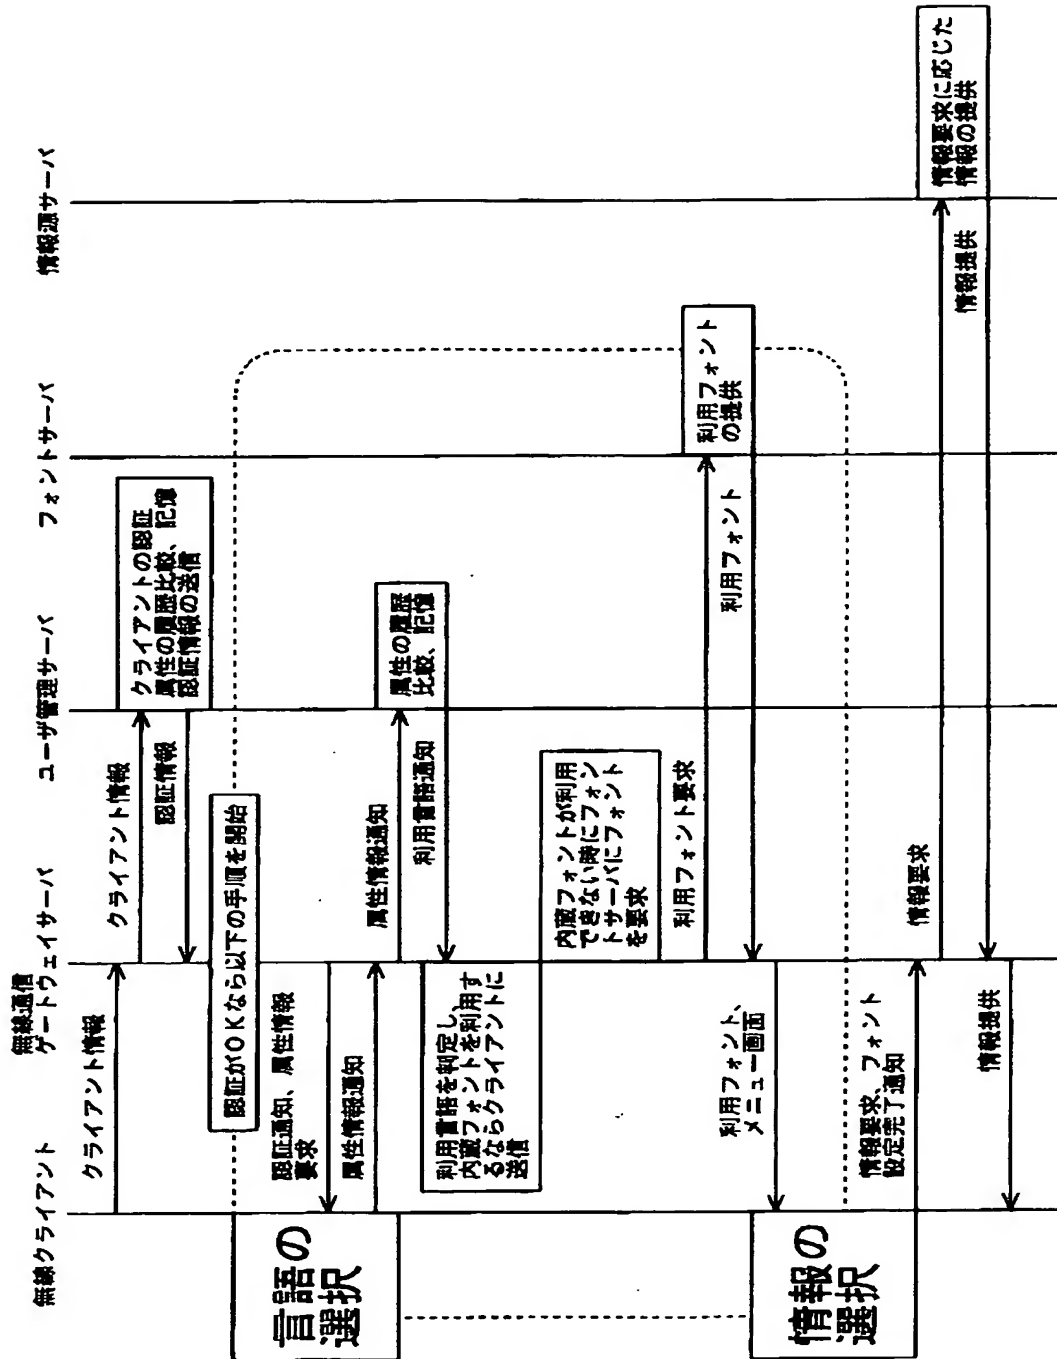 無線クライアント
無線通信
ゲートウェイサーバ
ユーザ管理サーバ
フォントサーバ
情報源サーバ
クライアント情報
クライアント情報
クライアントの認証
属性の履歴比較、記憶
認証情報の送信
認証情報
認証がOKなら以下の手順を開始
言語の
選択
認証通知、属性情報
要求
属性情報通知
属性情報通知
属性の履歴
比較、記憶
利用言語通知
利用言語を判定し、
内蔵フォントを利用す
るならクライアントに
送信
内蔵フォントが利用
できない時にフォン
トサーバにフォント
を要求
利用フォント要求
利用フォント
の提供
利用フォント
利用フォント、
メニュー画面
情報の
選択
情報要求、フォント
設定完了通知
情報要求
情報要求に応じた
情報の提供
情報提供
情報提供